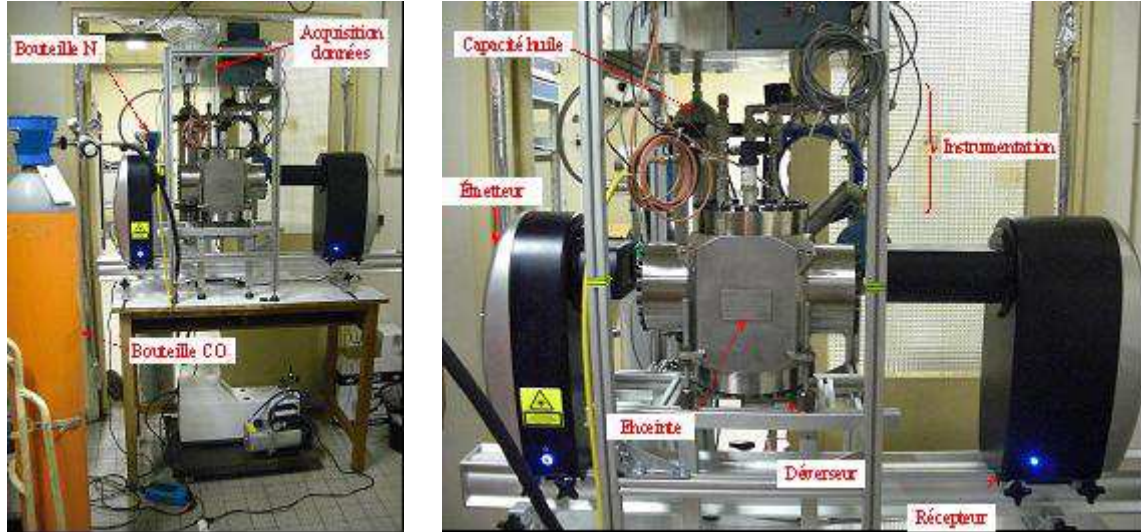 Bouteille N
Acquisition
données
Bouteille CO
Capacité huile
Instrumentation
Émetteur
Enceinte
Déverseur
Récepteur